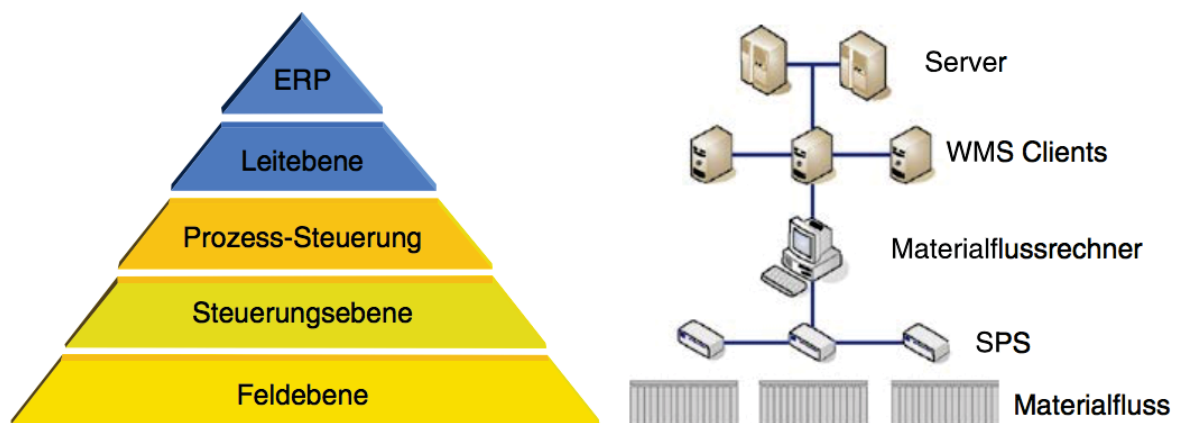 ERP
Leitebene
Prozess-Steuerung
Steuerungsebene
Feldebene
Server
WMS Clients
Materialflussrechner
SPS
Materialfluss